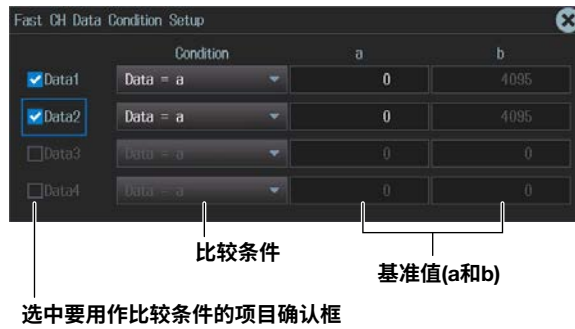 Fast CH Data Condition Setup
Condition a b
Data1 Data = a 0 4095
Data2 Data = a 0 4095
Data3 Data = a 0 0
Data4 Data = a 0 0
比较条件
基准值(a和b)
选中要用作比较条件的项目确认框